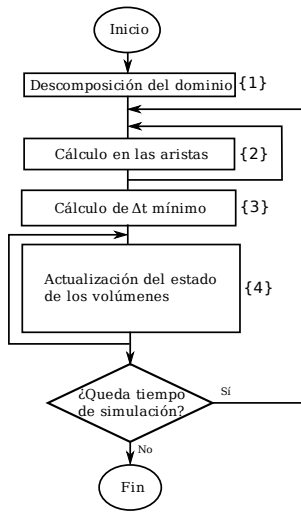 Inicio
Descomposición del dominio
{1}
Cálculo en las aristas
{2}
Cálculo de Δt mínimo
{3}
Actualización del estado
de los volúmenes
{4}
¿Queda tiempo
de simulación?
Sí
No
Fin